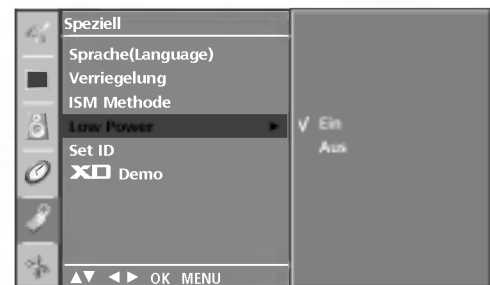 Speziell
Sprache(Language)
Verriegelung
ISM Methode
Low Power ►
√ Ein
Aus
Set ID
XD Demo
▲▼ ◄► OK MENU